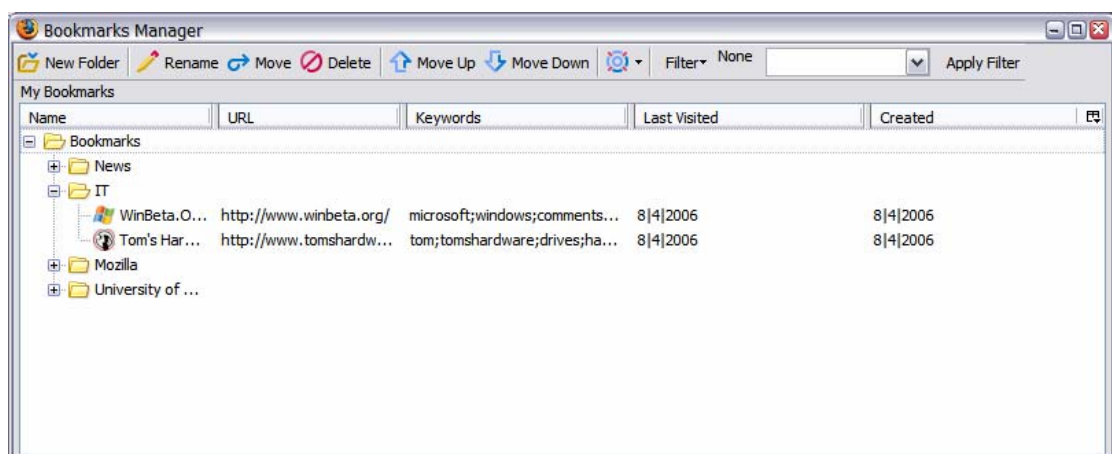 Bookmarks Manager
New Folder Rename Move Delete Move Up Move Down Filter None Apply Filter
My Bookmarks
Name URL Keywords Last Visited Created
Bookmarks
News
IT
WinBeta.O... http://www.winbeta.org/ microsoft;windows;comments... 8|4|2006 8|4|2006
Tom's Har... http://www.tomshardw... tom;tomshardware;drives;ha... 8|4|2006 8|4|2006
Mozilla
University of ...